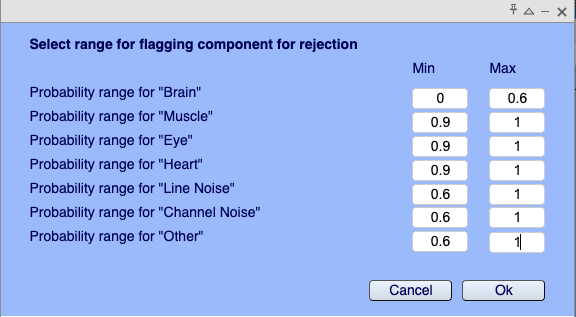 Select range for flagging component for rejection
Min Max
Probability range for "Brain" 0 0.6
Probability range for "Muscle" 0.9 1
Probability range for "Eye" 0.9 1
Probability range for "Heart" 0.9 1
Probability range for "Line Noise" 0.6 1
Probability range for "Channel Noise" 0.6 1
Probability range for "Other" 0.6 1
Cancel Ok